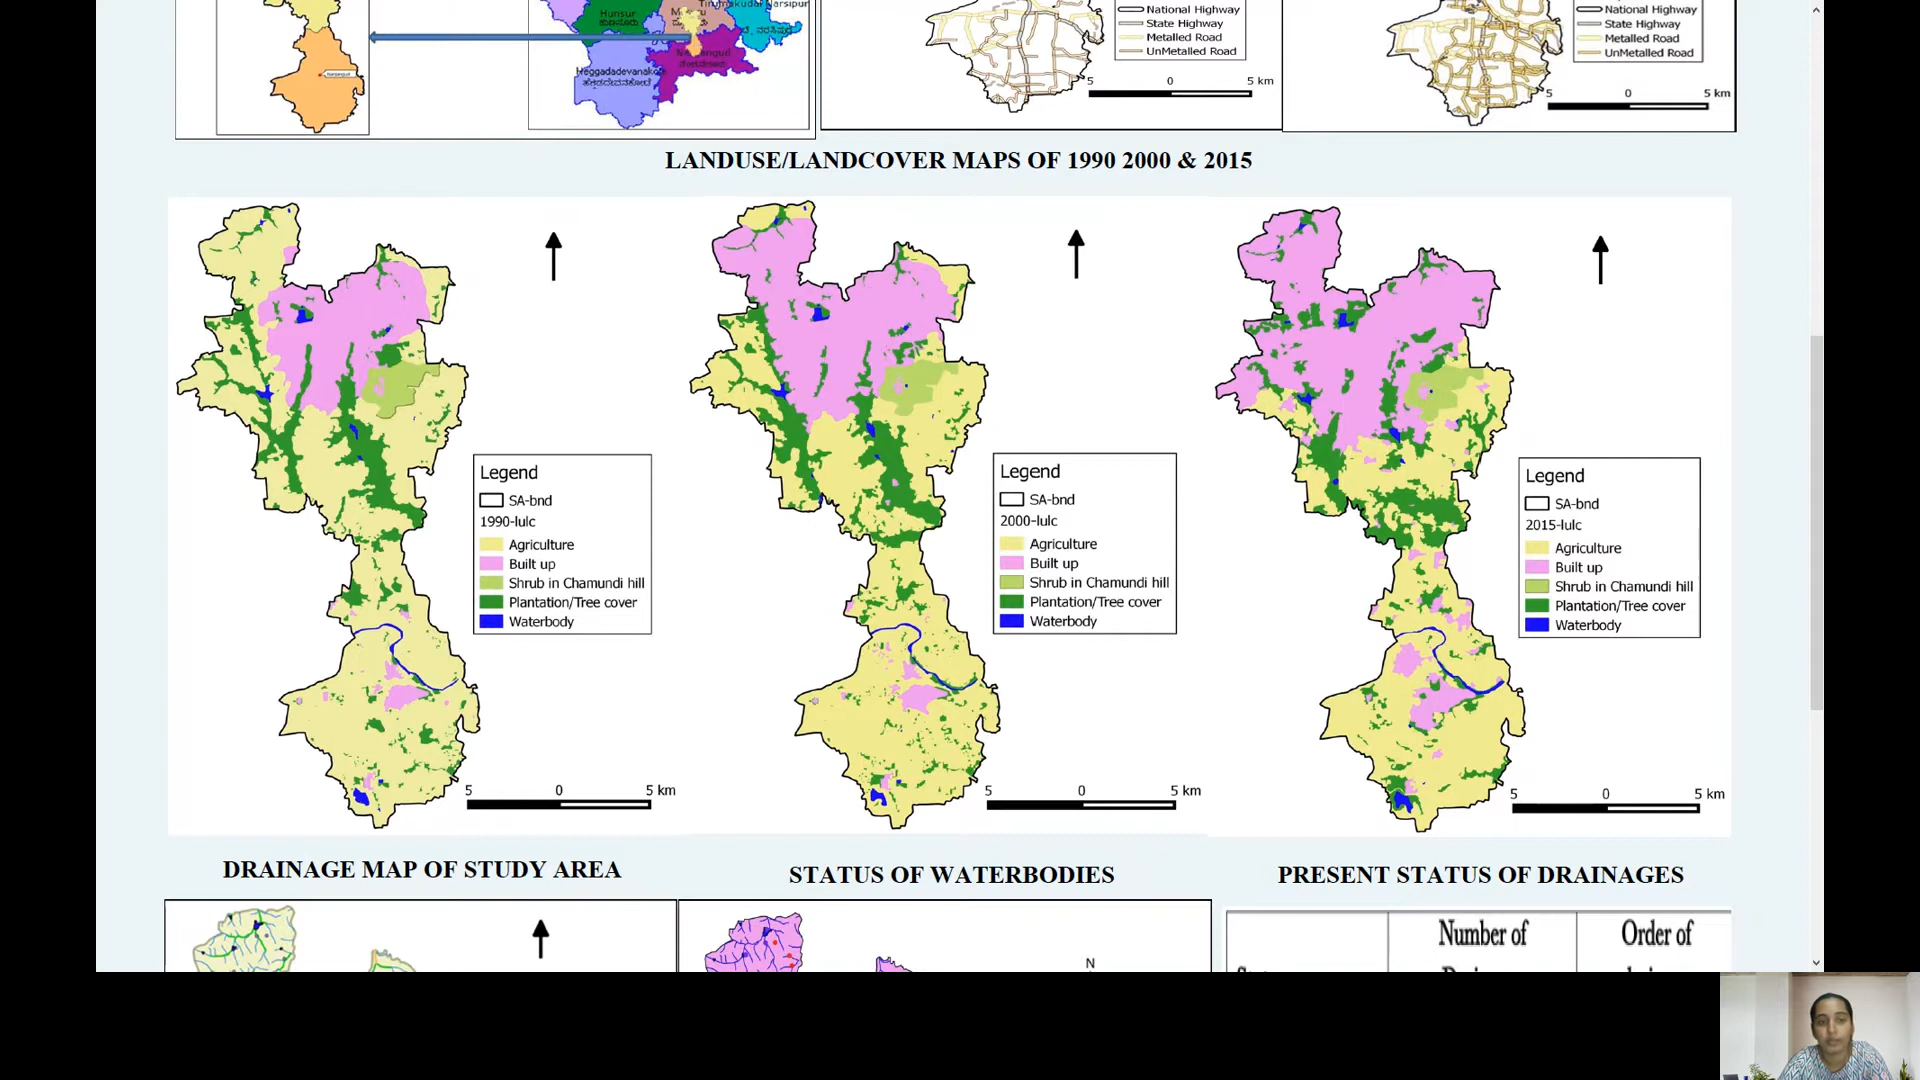 Hunsur
ಹುಣಸೂರು
Nanjangud
Heggadadevanakote
National Highway
State Highway
Metalled Road
UnMetalled Road
5 0 5 km
National Highway
State Highway
Metalled Road
UnMetalled Road
5 0 5 km
LANDUSE/LANDCOVER MAPS OF 1990 2000 & 2015
Legend
SA-bnd
1990-lulc
Agriculture
Built up
Shrub in Chamundi hill
Plantation/Tree cover
Waterbody
5 0 5 km
Legend
SA-bnd
2000-lulc
Agriculture
Built up
Shrub in Chamundi hill
Plantation/Tree cover
Waterbody
5 0 5 km
Legend
SA-bnd
2015-lulc
Agriculture
Built up
Shrub in Chamundi hill
Plantation/Tree cover
Waterbody
5 0 5 km
DRAINAGE MAP OF STUDY AREA
STATUS OF WATERBODIES
N
PRESENT STATUS OF DRAINAGES
Number of
Order of